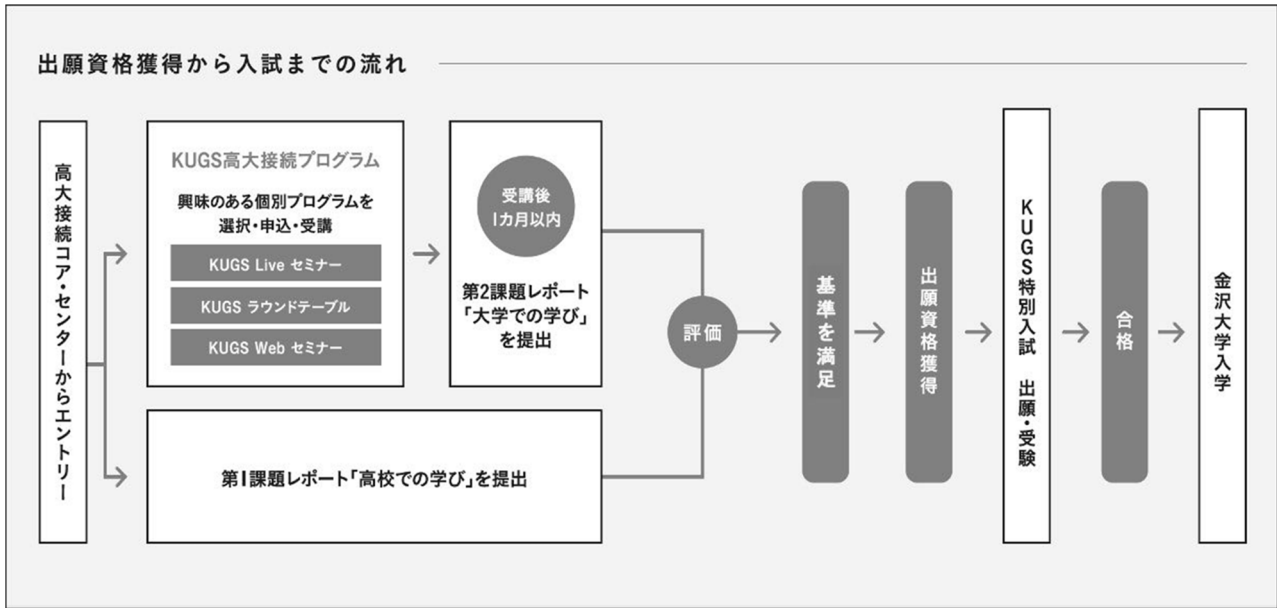 出願資格獲得から入試までの流れ
高大接続コア・センターからエントリー
KUGS高大接続プログラム
興味のある個別プログラムを
選択・申込・受講
KUGS Live セミナー
KUGS ラウンドテーブル
KUGS Web セミナー
受講後
1カ月以内
第2課題レポート
「大学での学び」
を提出
第1課題レポート「高校での学び」を提出
評価
基準を満足
出願資格獲得
KUGS特別入試 出願・受験
合格
金沢大学入学